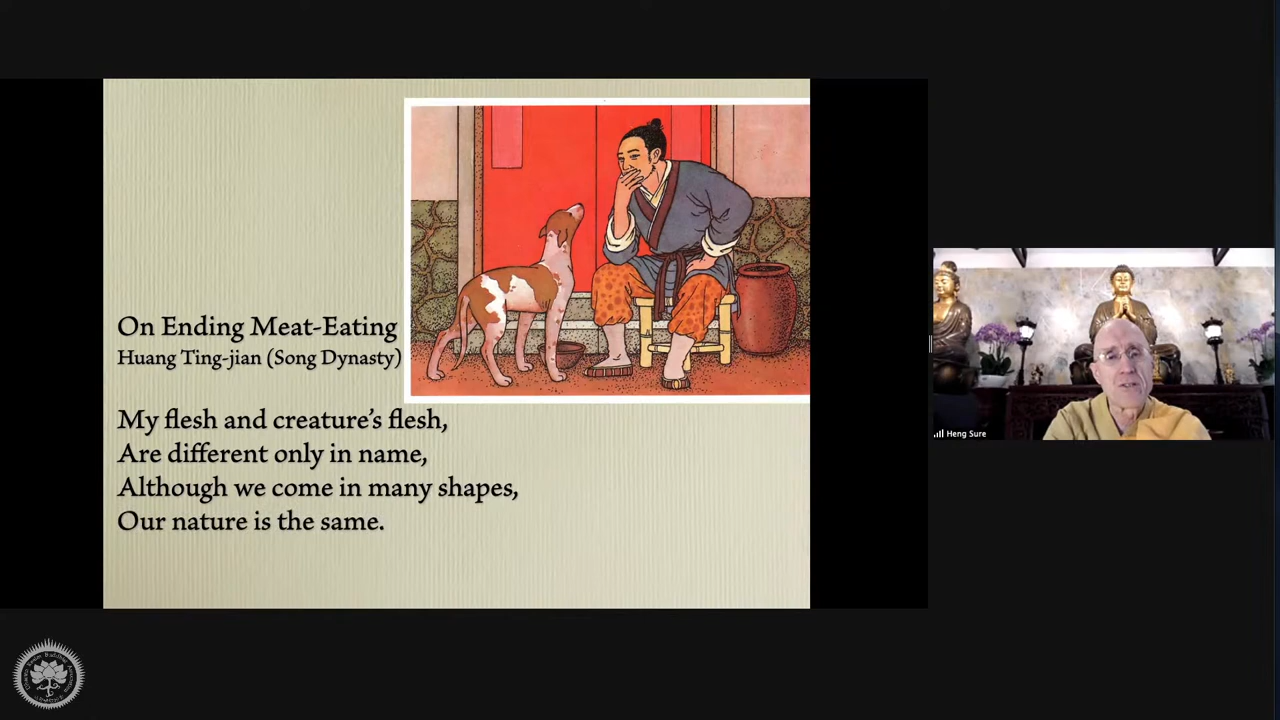 On Ending Meat-Eating
Huang Ting-jian (Song Dynasty)
My flesh and creature’s flesh,
Are different only in name,
Although we come in many shapes,
Our nature is the same.
Heng Sure